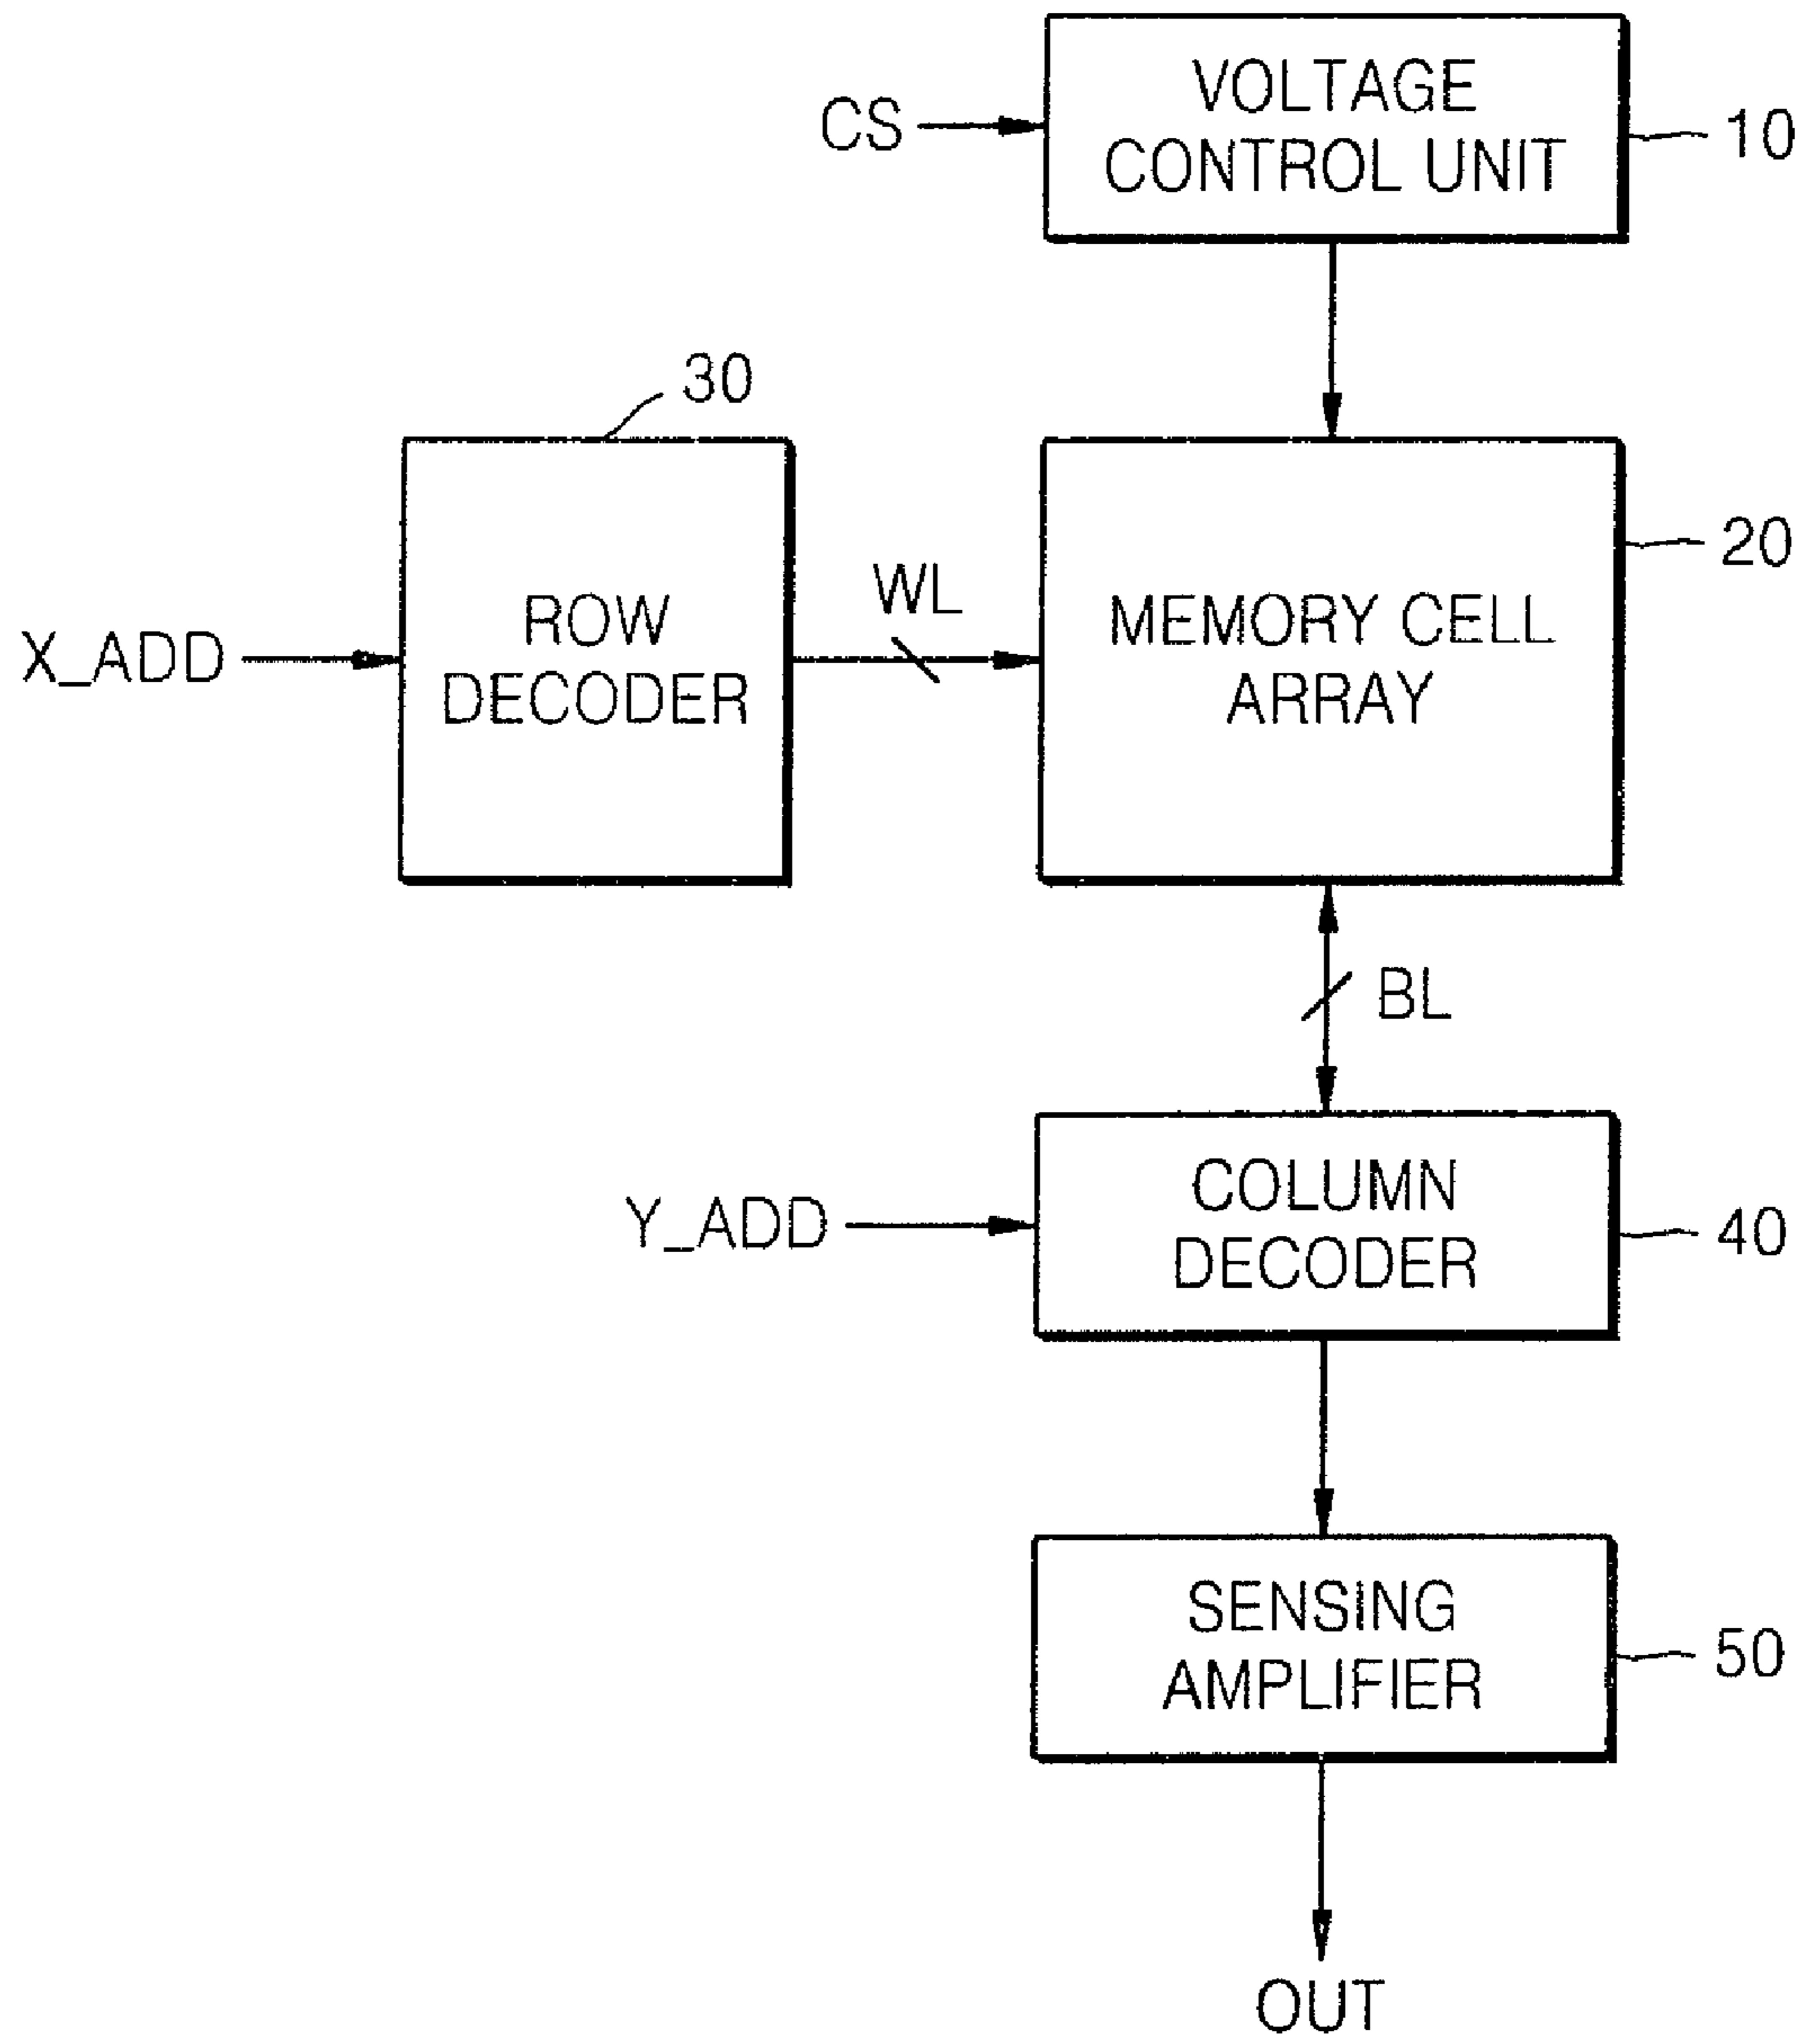 VOLTAGE
CONTROL UNIT
CS
10
30
20
WL
ROW
DECODER
MEMORY CELL
ARRAY
X_ADD
BL
COLUMN
DECODER
Y_ADD
40
SENSING
AMPLIFIER
50
OUT